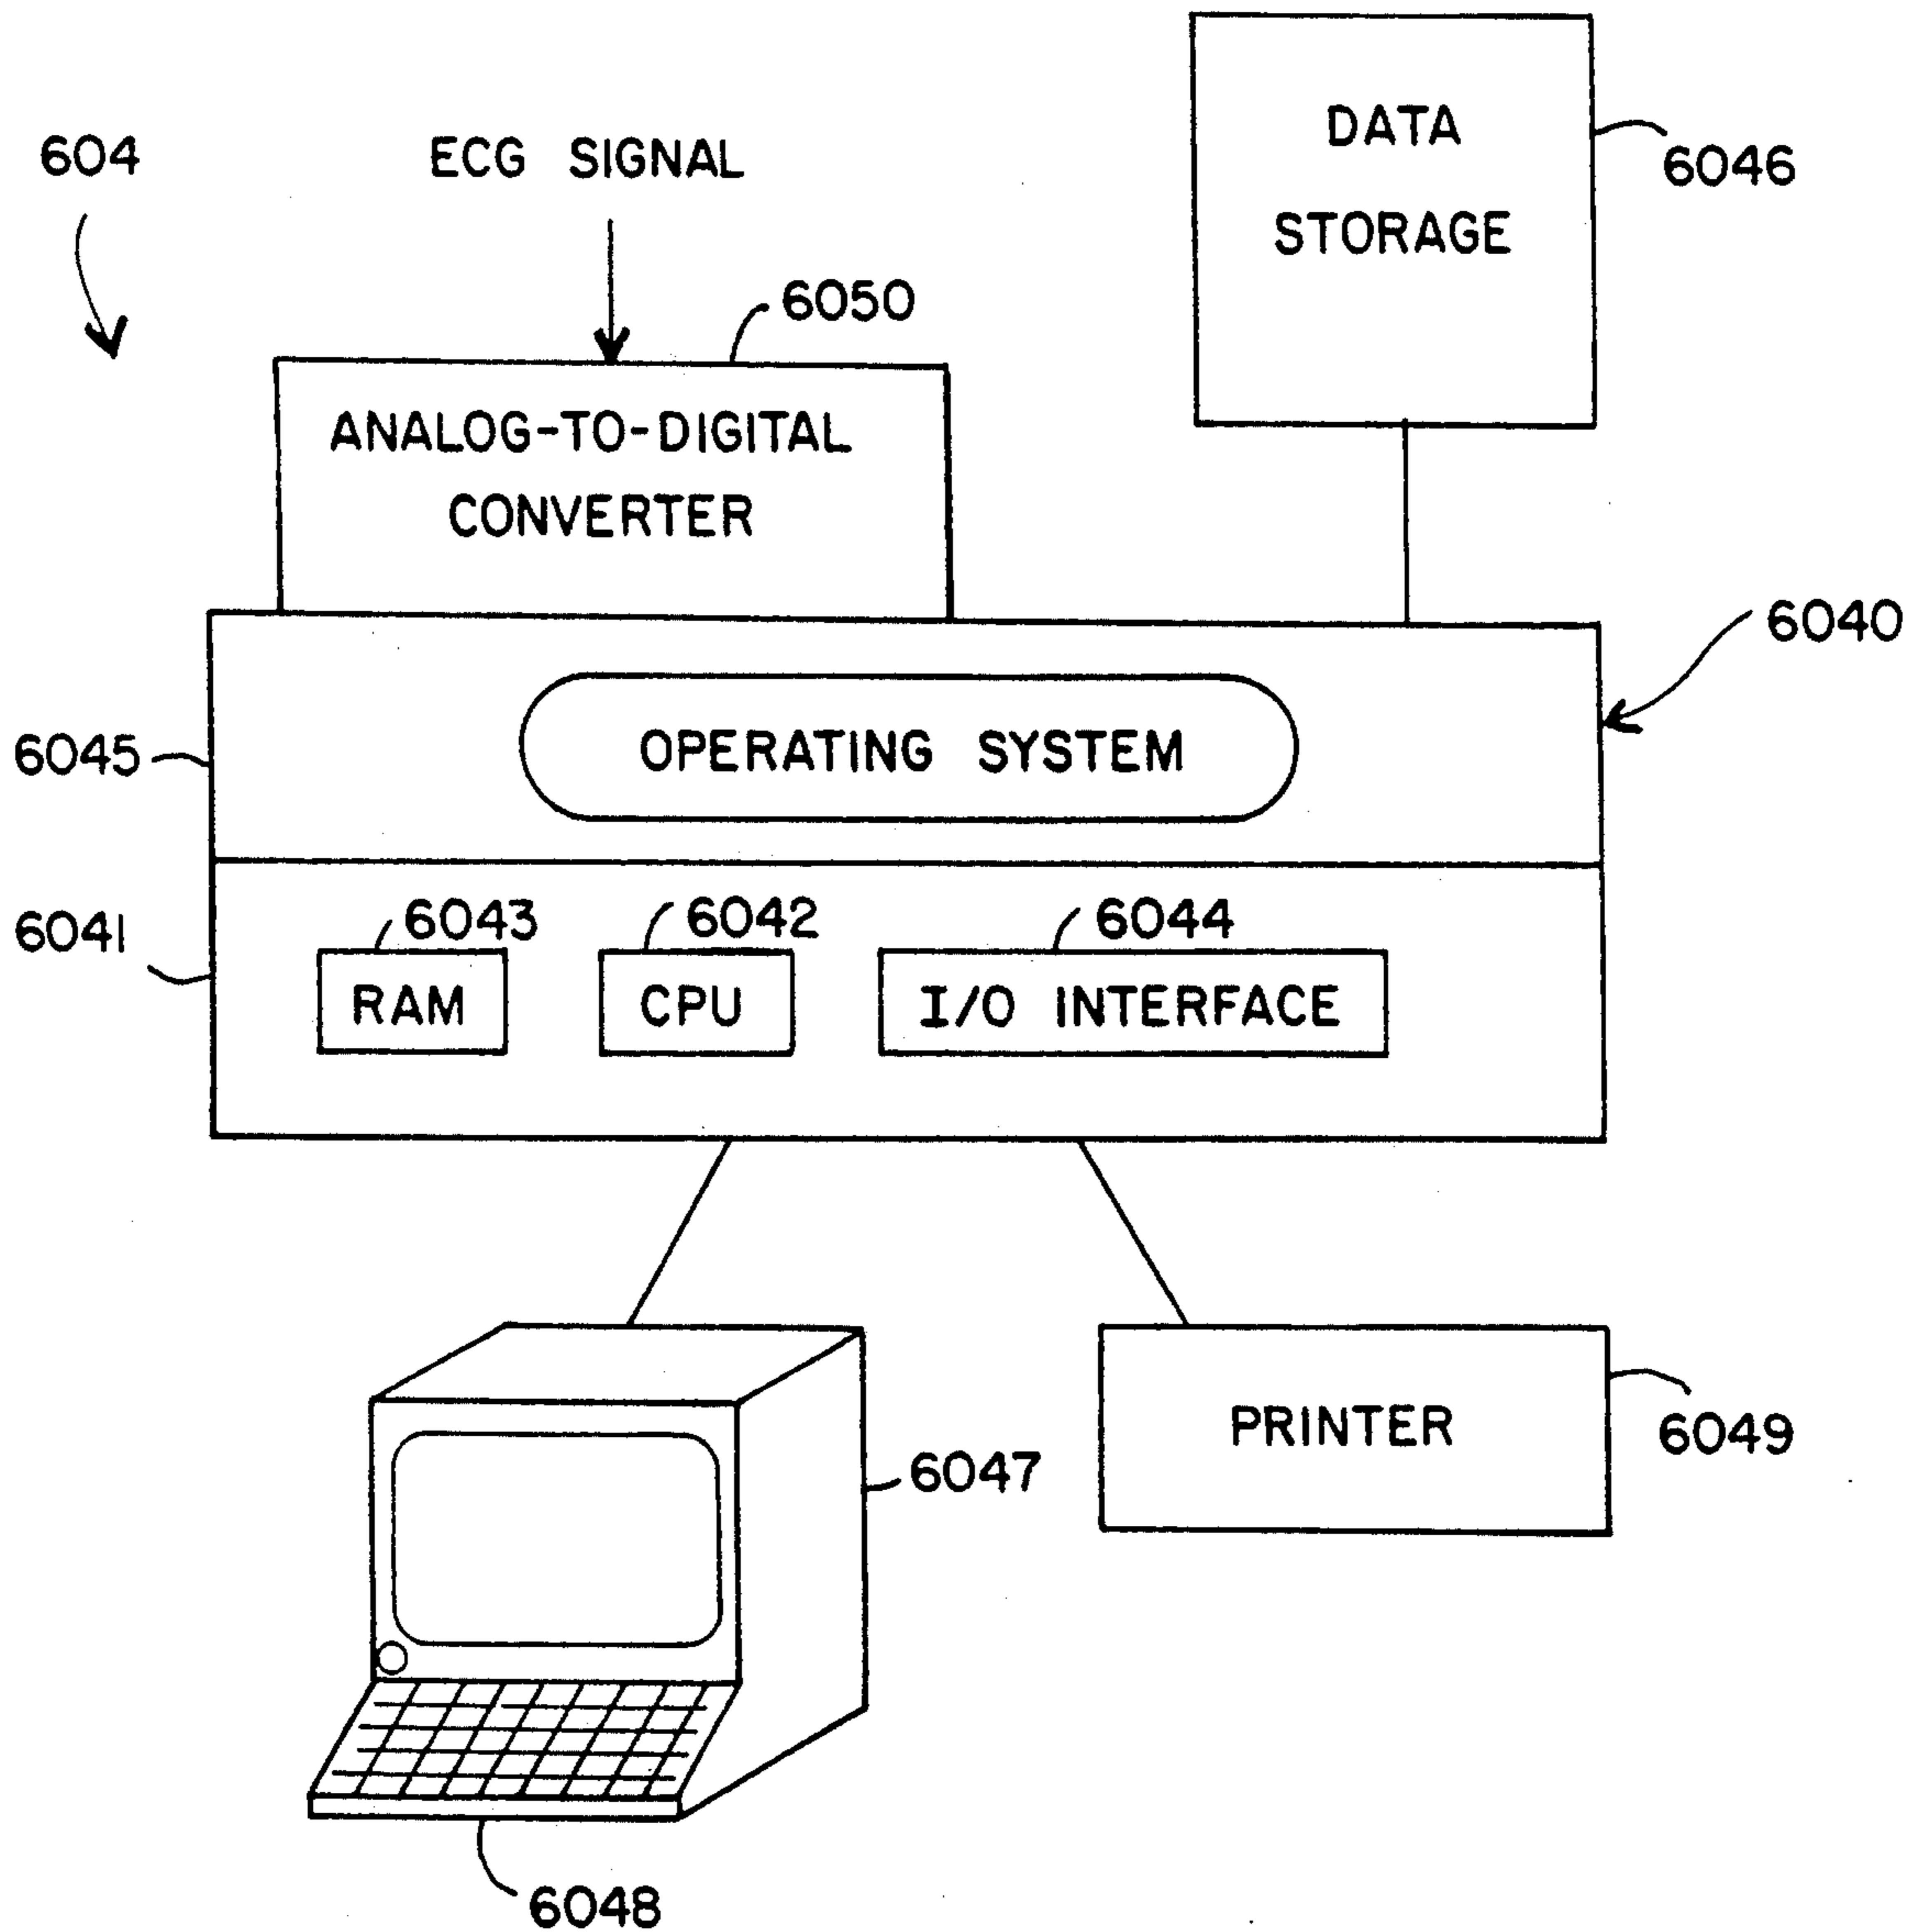 604
ECG SIGNAL
DATA
STORAGE
6046
6050
ANALOG-TO-DIGITAL
CONVERTER
6040
6045
OPERATING SYSTEM
6041
6043
6042
6044
RAM
CPU
I/O INTERFACE
6047
PRINTER
6049
6048